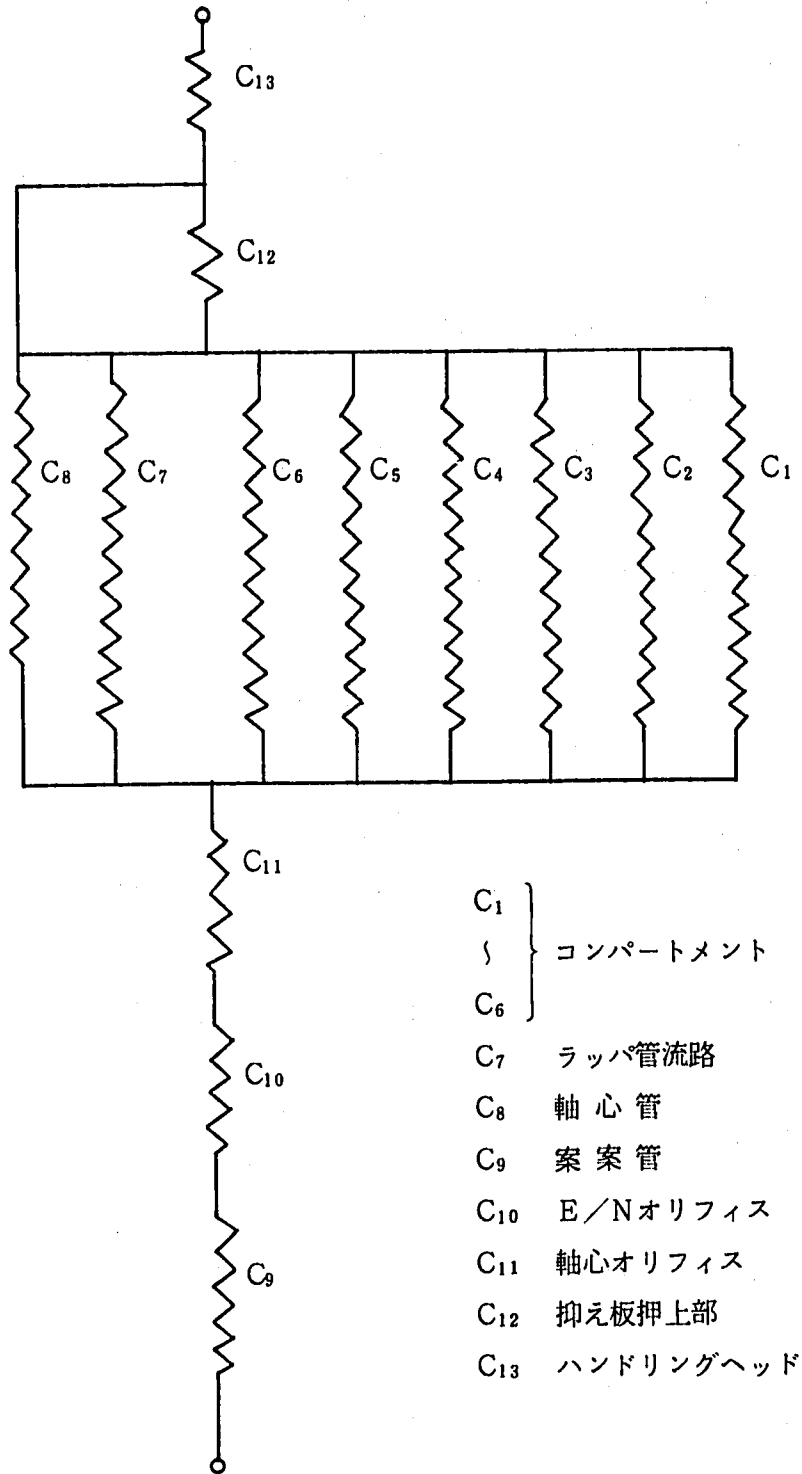 C₁₃
C₁₂
C₈ C₇ C₆ C₅ C₄ C₃ C₂ C₁
C₁₁
C₁₀
C₉
C₁
〜
C₆
コンパートメント
C₇ ラッパ管流路
C₈ 軸心管
C₉ 案案管
C₁₀ E/Nオリフィス
C₁₁ 軸心オリフィス
C₁₂ 抑え板押上部
C₁₃ ハンドリングヘッド